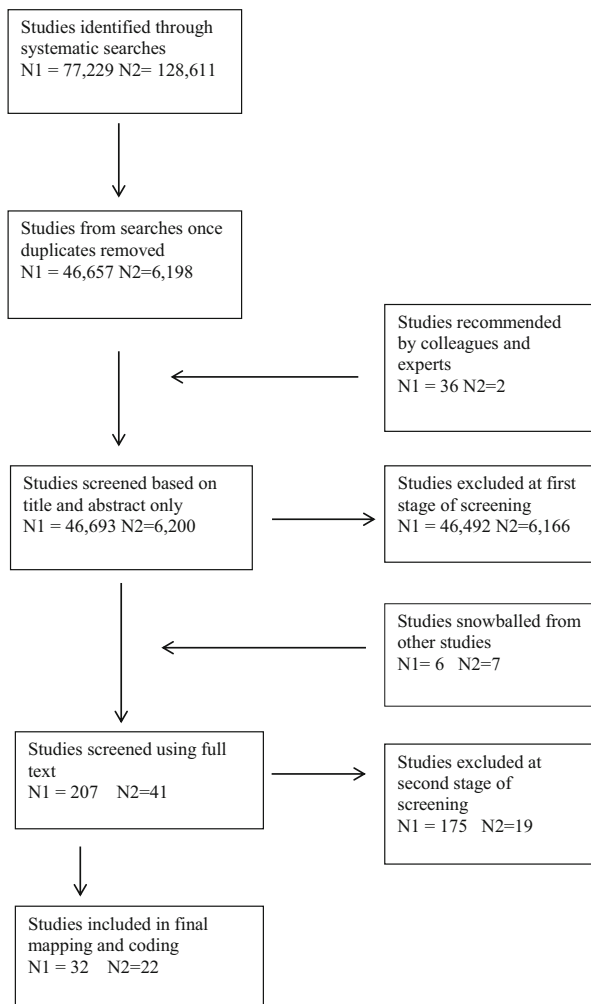 Studies identified through
systematic searches
N1 = 77,229 N2= 128,611
Studies from searches once
duplicates removed
N1 = 46,657 N2=6,198
Studies recommended
by colleagues and
experts
N1 = 36 N2=2
Studies screened based on
title and abstract only
N1 = 46,693 N2=6,200
Studies excluded at first
stage of screening
N1 = 46,492 N2=6,166
Studies snowballed from
other studies
N1= 6 N2=7
Studies screened using full
text
N1 = 207 N2=41
Studies excluded at
second stage of
screening
N1 = 175 N2=19
Studies included in final
mapping and coding
N1 = 32 N2=22